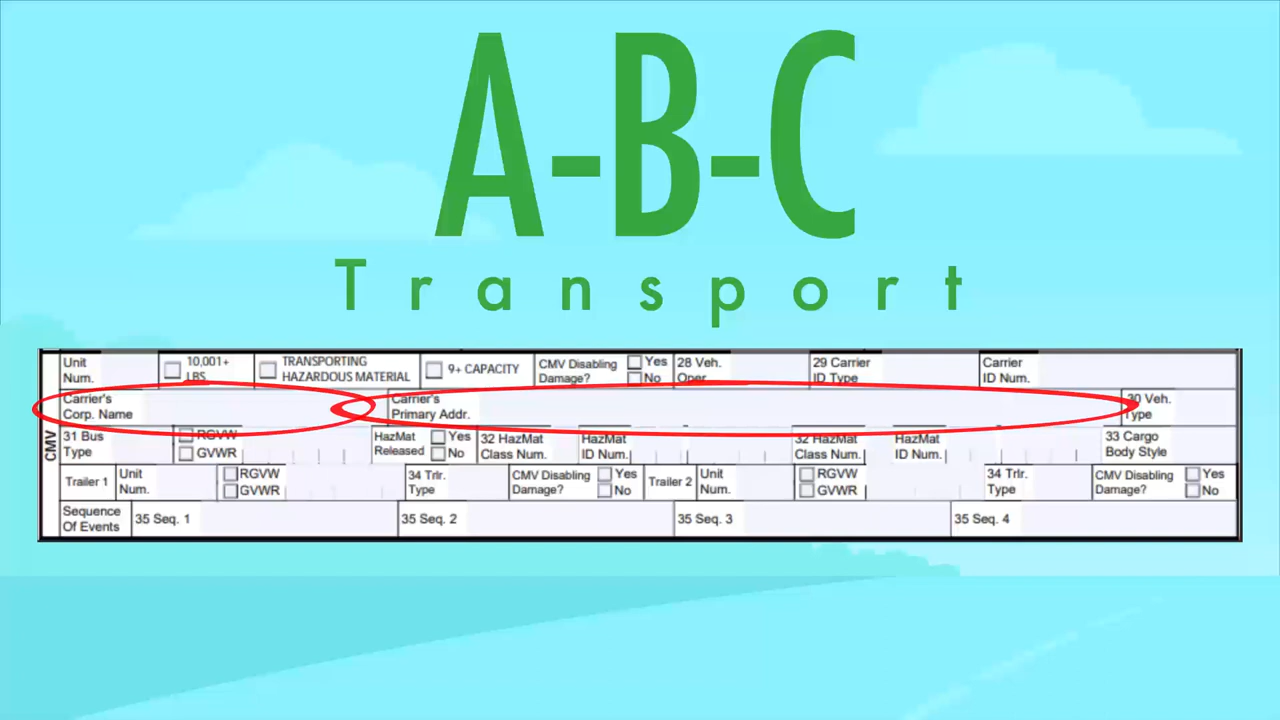 A-B-C
Transport
CMV
Unit Num. 10,001+ LBS. TRANSPORTING HAZARDOUS MATERIAL 9+ CAPACITY CMV Disabling Damage? Yes No 28 Veh. Oper. 29 Carrier ID Type Carrier ID Num.
Carrier's Corp. Name Carrier's Primary Addr. 30 Veh. Type
31 Bus Type RGVW GVWR HazMat Released Yes No 32 HazMat Class Num. HazMat ID Num. 32 HazMat Class Num. HazMat ID Num. 33 Cargo Body Style
Trailer 1 Unit Num. RGVW GVWR 34 Trlr. Type CMV Disabling Damage? Yes No Trailer 2 Unit Num. RGVW GVWR 34 Trlr. Type CMV Disabling Damage? Yes No
Sequence Of Events 35 Seq. 1 35 Seq. 2 35 Seq. 3 35 Seq. 4